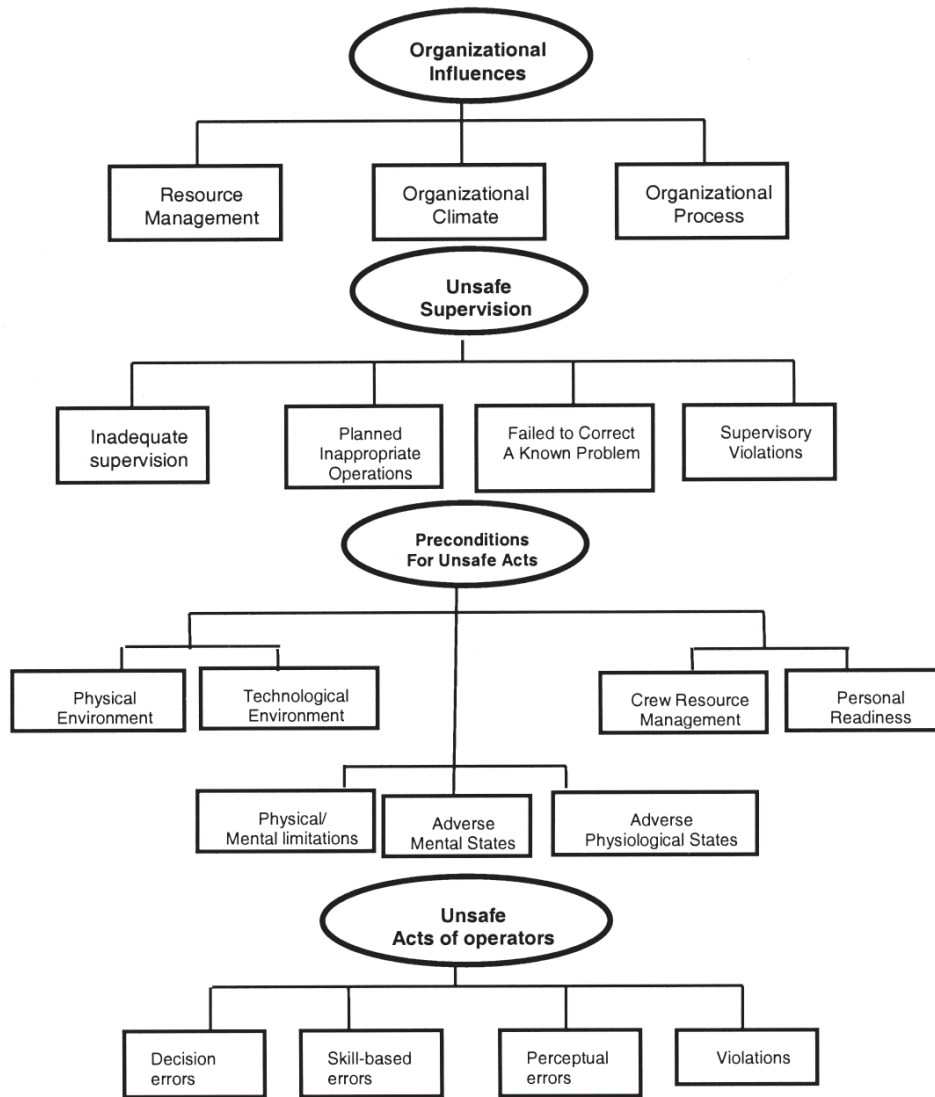 Organizational
Influences
Resource
Management
Organizational
Climate
Organizational
Process
Unsafe
Supervision
Inadequate
supervision
Planned
Inappropriate
Operations
Failed to Correct
A Known Problem
Supervisory
Violations
Preconditions
For Unsafe Acts
Physical
Environment
Technological
Environment
Crew Resource
Management
Personal
Readiness
Physical/
Mental limitations
Adverse
Mental States
Adverse
Physiological States
Unsafe
Acts of operators
Decision
errors
Skill-based
errors
Perceptual
errors
Violations